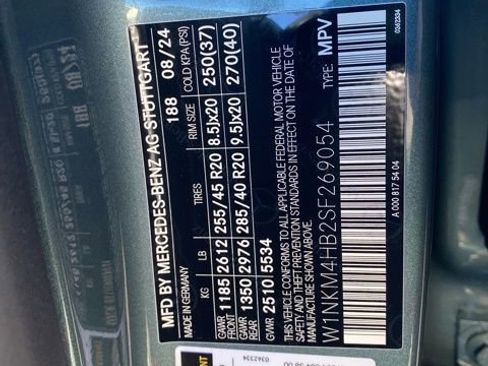 MFD BY MERCEDES-BENZ AG STUTTGART
MADE IN GERMANY 188 08/24
KG LB TIRES RIM SIZE COLD KPA(PSI)
GAWR FRONT 1185 2612 255/45 R20 8.5Jx20 250(37)
GAWR REAR 1350 2976 285/40 R20 9.5Jx20 270(40)
GVWR 2510 5534
THIS VEHICLE CONFORMS TO ALL APPLICABLE FEDERAL MOTOR VEHICLE
SAFETY AND THEFT PREVENTION STANDARDS IN EFFECT ON THE DATE OF
MANUFACTURE
W1NKM4HB2SF269054 TYPE: MPV
A 000 817 54 04 0362334
0362334